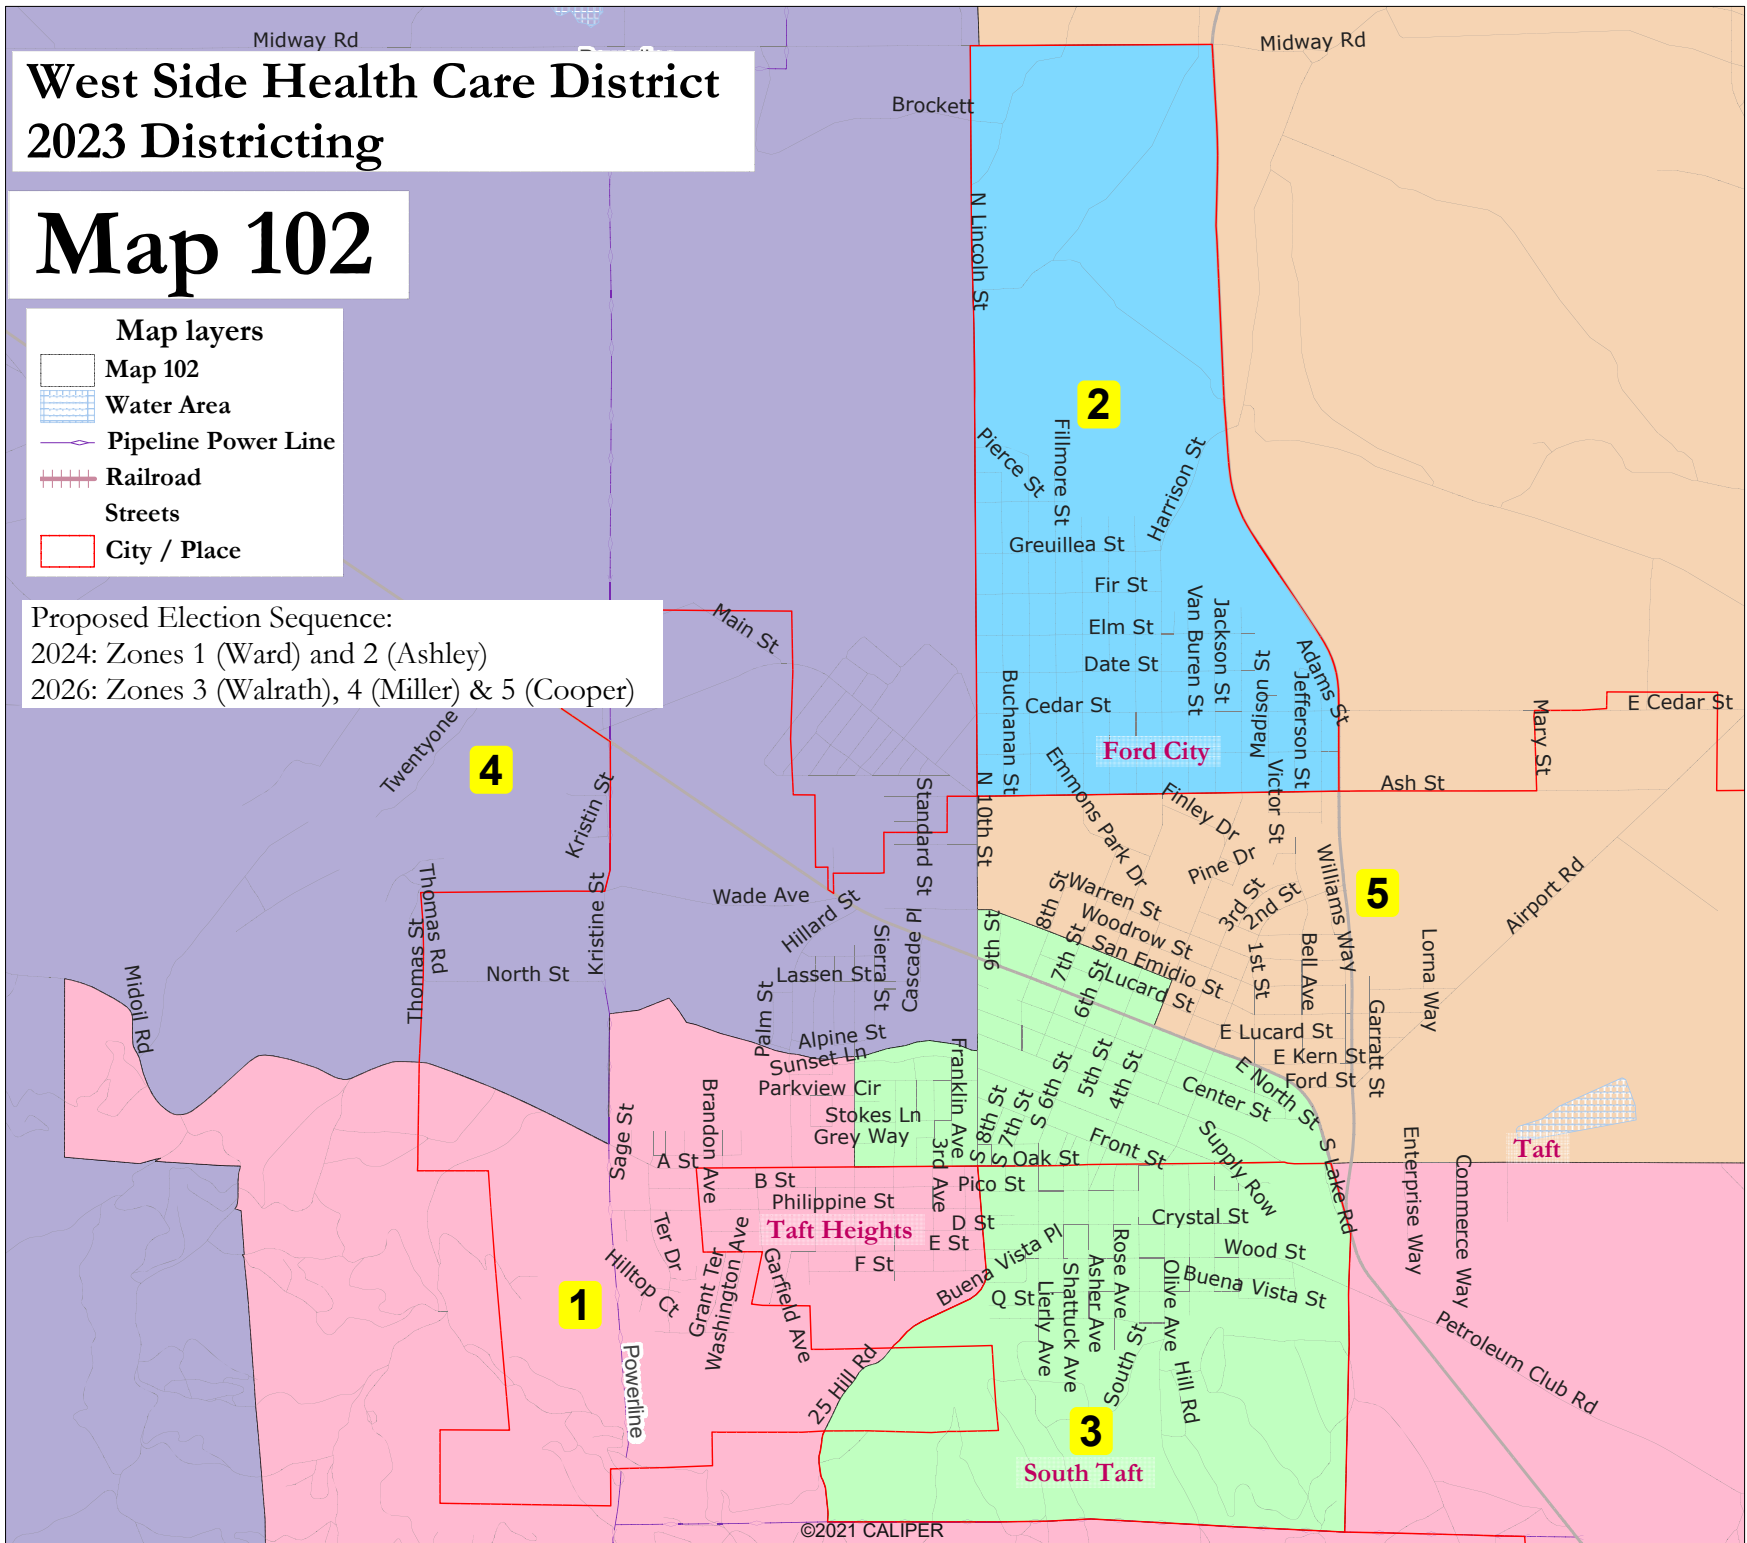 Midway Rd
Midway Rd
West Side Health Care District
2023 Districting
Brockett
Map 102
N Lincoln St
Map layers
Map 102
Water Area
Pipeline Power Line
Railroad
Streets
City / Place
2
Pierce St
Fillmore St
Harrison St
Greuillea St
Fir St
Van Buren St
Jackson St
Elm St
Date St
Madison St
Adams St
Jefferson St
Buchanan St
Cedar St
Ford City
Proposed Election Sequence:
2024: Zones 1 (Ward) and 2 (Ashley)
2026: Zones 3 (Walrath), 4 (Miller) & 5 (Cooper)
Main St
Twentyone
4
Kristin St
Mary St
E Cedar St
Ash St
Standard St
N 10th St
Emmons Park Dr
Finley Dr
Victor St
Pine Dr
Williams Way
5
Airport Rd
Thomas Rd
Thomas St
Kristine St
Wade Ave
Hillard St
Sierra St
Cascade Pl
9th St
8th St
Warren St
Woodrow St
San Emidio St
7th St
6th St
Lucard St
3rd St
2nd St
1st St
Bell Ave
Lorna Way
Garratt St
North St
Lassen St
Midoil Rd
Palm St
Alpine St
Sunset Ln
Parkview Cir
Stokes Ln
Grey Way
Franklin Ave
E Lucard St
E Kern St
Ford St
E North St
Center St
S 8th St
S 7th St
S 6th St
5th St
4th St
Front St
Supply Row
S Lake Rd
Taft
Brandon Ave
Sage St
A St
B St
Philippine St
3rd Ave
Oak St
Pico St
Taft Heights
D St
E St
F St
Ter Dr
Hilltop Ct
Grant Ter
Washington Ave
Garfield Ave
Buena Vista Pl
Crystal St
Wood St
Enterprise Way
Commerce Way
1
Q St
Lierly Ave
Shattuck Ave
Asher Ave
Rose Ave
Olive Ave
Buena Vista St
South St
Hill Rd
Petroleum Club Rd
Powerline
25 Hill Rd
3
South Taft
©2021 CALIPER